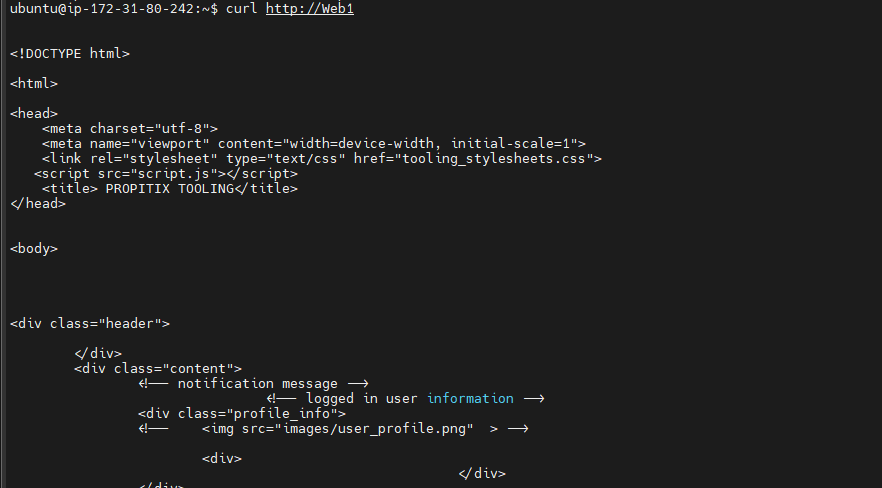 ubuntu@ip-172-31-80-242:~$ curl http://Web1
<!DOCTYPE html>
<html>
<head>
<meta charset="utf-8">
<meta name="viewport" content="width=device-width, initial-scale=1">
<link rel="stylesheet" type="text/css" href="tooling_stylesheets.css">
<script src="script.js"></script>
<title> PROPITIX TOOLING</title>
</head>
<body>
<div class="header">
</div>
<div class="content">
<!-- notification message -->
<!-- logged in user information -->
<div class="profile_info">
<!-- <img src="images/user_profile.png" > -->
<div>
</div>
</div>